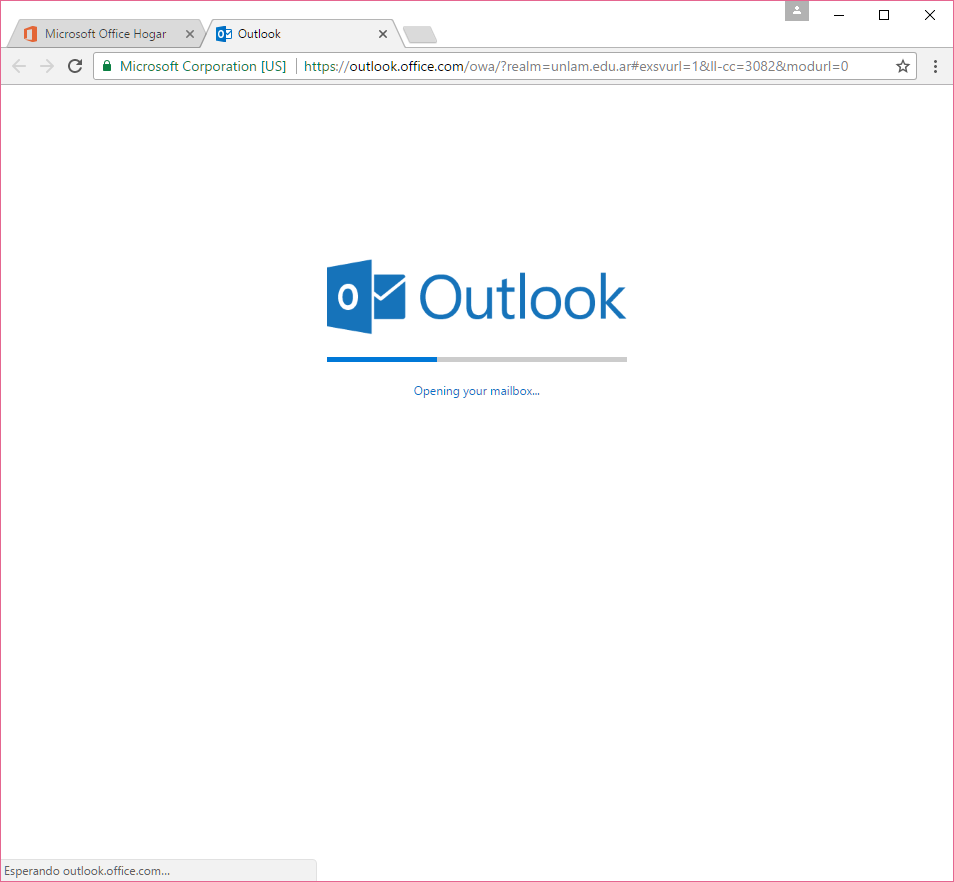 Microsoft Office Hogar
Outlook
Microsoft Corporation [US] https://outlook.office.com/owa/?realm=unlam.edu.ar#exsvurl=1&ll-cc=3082&modurl=0
Outlook
Opening your mailbox...
Esperando outlook.office.com...